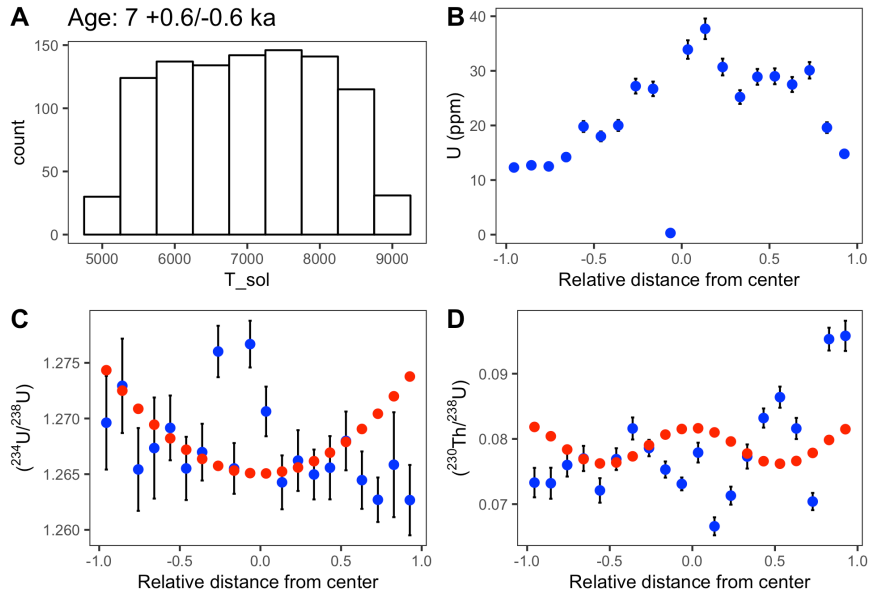 A
Age: 7 +0.6/-0.6 ka
150
100
50
0
count
5000
6000
7000
8000
9000
T_sol
B
40
30
20
10
0
U (ppm)
-1.0
-0.5
0.0
0.5
1.0
Relative distance from center
C
1.275
1.270
1.265
1.260
(234U/238U)
-1.0
-0.5
0.0
0.5
1.0
Relative distance from center
D
0.09
0.08
0.07
(230Th/238U)
-1.0
-0.5
0.0
0.5
1.0
Relative distance from center